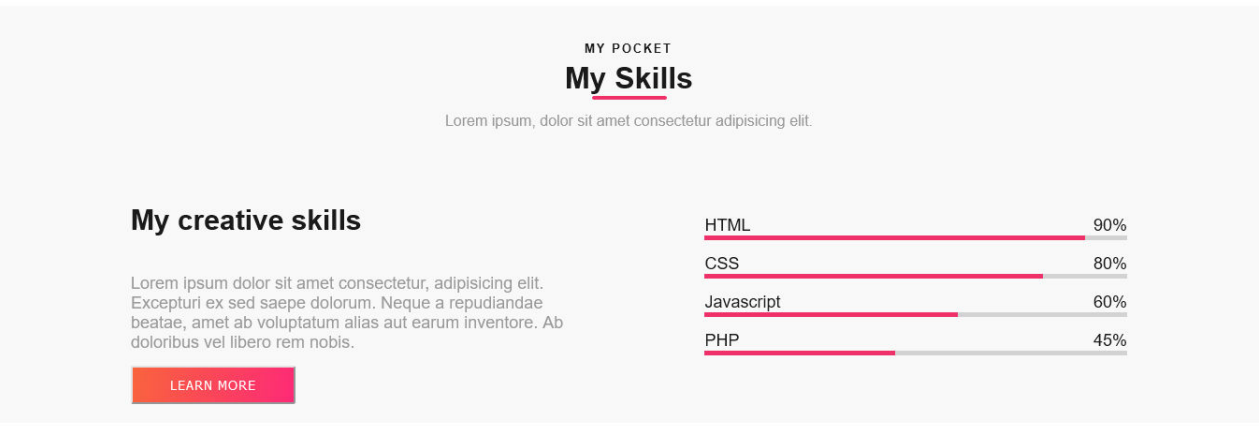 MY POCKET
My Skills
Lorem ipsum, dolor sit amet consectetur adipisicing elit.
My creative skills
Lorem ipsum dolor sit amet consectetur, adipisicing elit.
Excepturi ex sed saepe dolorum. Neque a repudiandae
beatae, amet ab voluptatum alias aut earum inventore. Ab
doloribus vel libero rem nobis.
LEARN MORE
HTML 90%
CSS 80%
Javascript 60%
PHP 45%